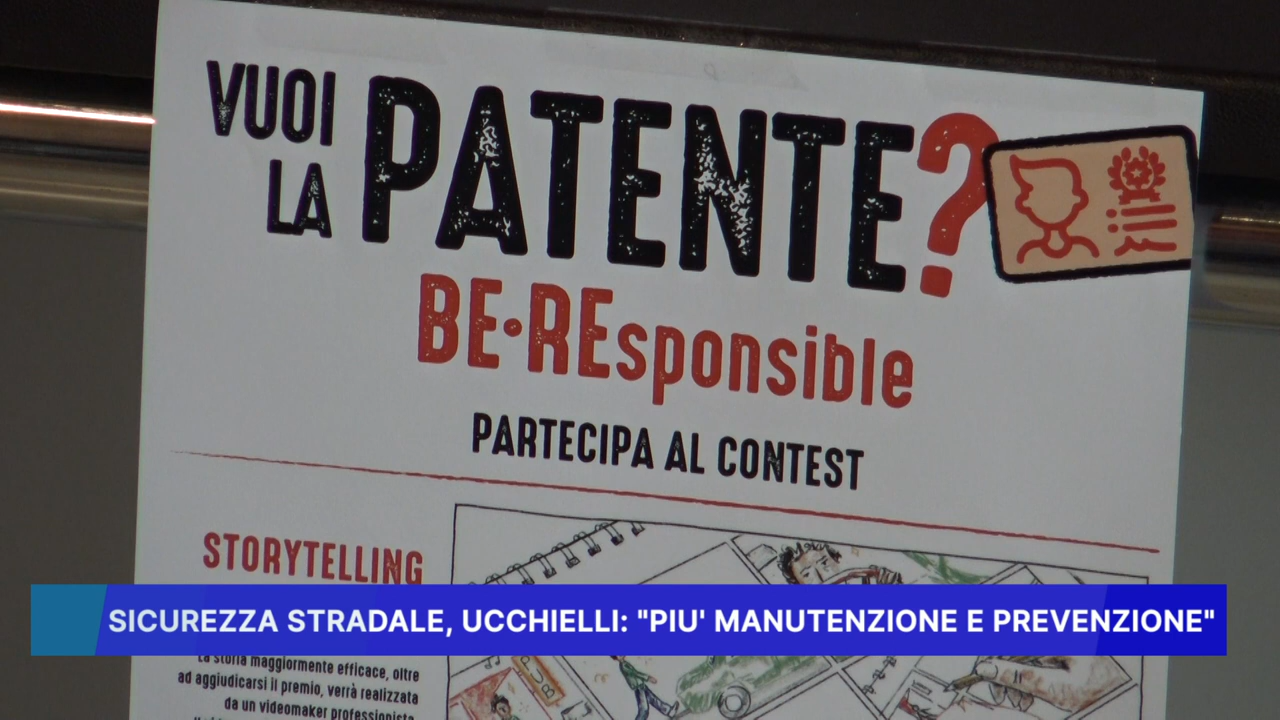 VUOI
LA PATENTE?
BE•REsponsible
PARTECIPA AL CONTEST
STORYTELLING
SICUREZZA STRADALE, UCCHIELLI: "PIU' MANUTENZIONE E PREVENZIONE"
La storia maggiormente efficace, oltre
ad aggiudicarsi il premio, verrà realizzata
da un videomaker professionista.